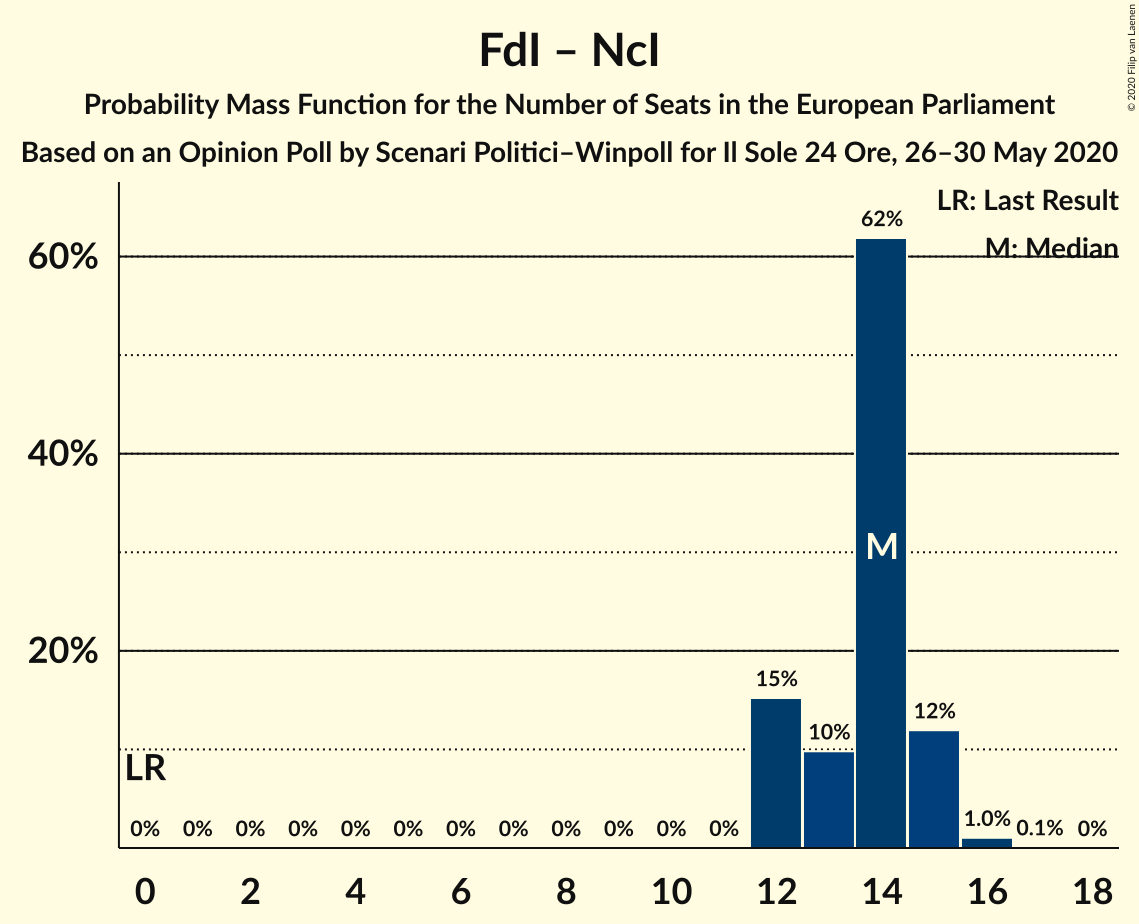 FdI – NcI
Probability Mass Function for the Number of Seats in the European Parliament
Based on an Opinion Poll by Scenari Politici–Winpoll for Il Sole 24 Ore, 26–30 May 2020
© 2020 Filip van Laenen
LR: Last Result
M: Median
60%
40%
20%
62%
M
15%
12%
10%
LR
0% 0% 0% 0% 0% 0% 0% 0% 0% 0% 0% 0% 1.0% 0.1% 0%
0 2 4 6 8 10 12 14 16 18